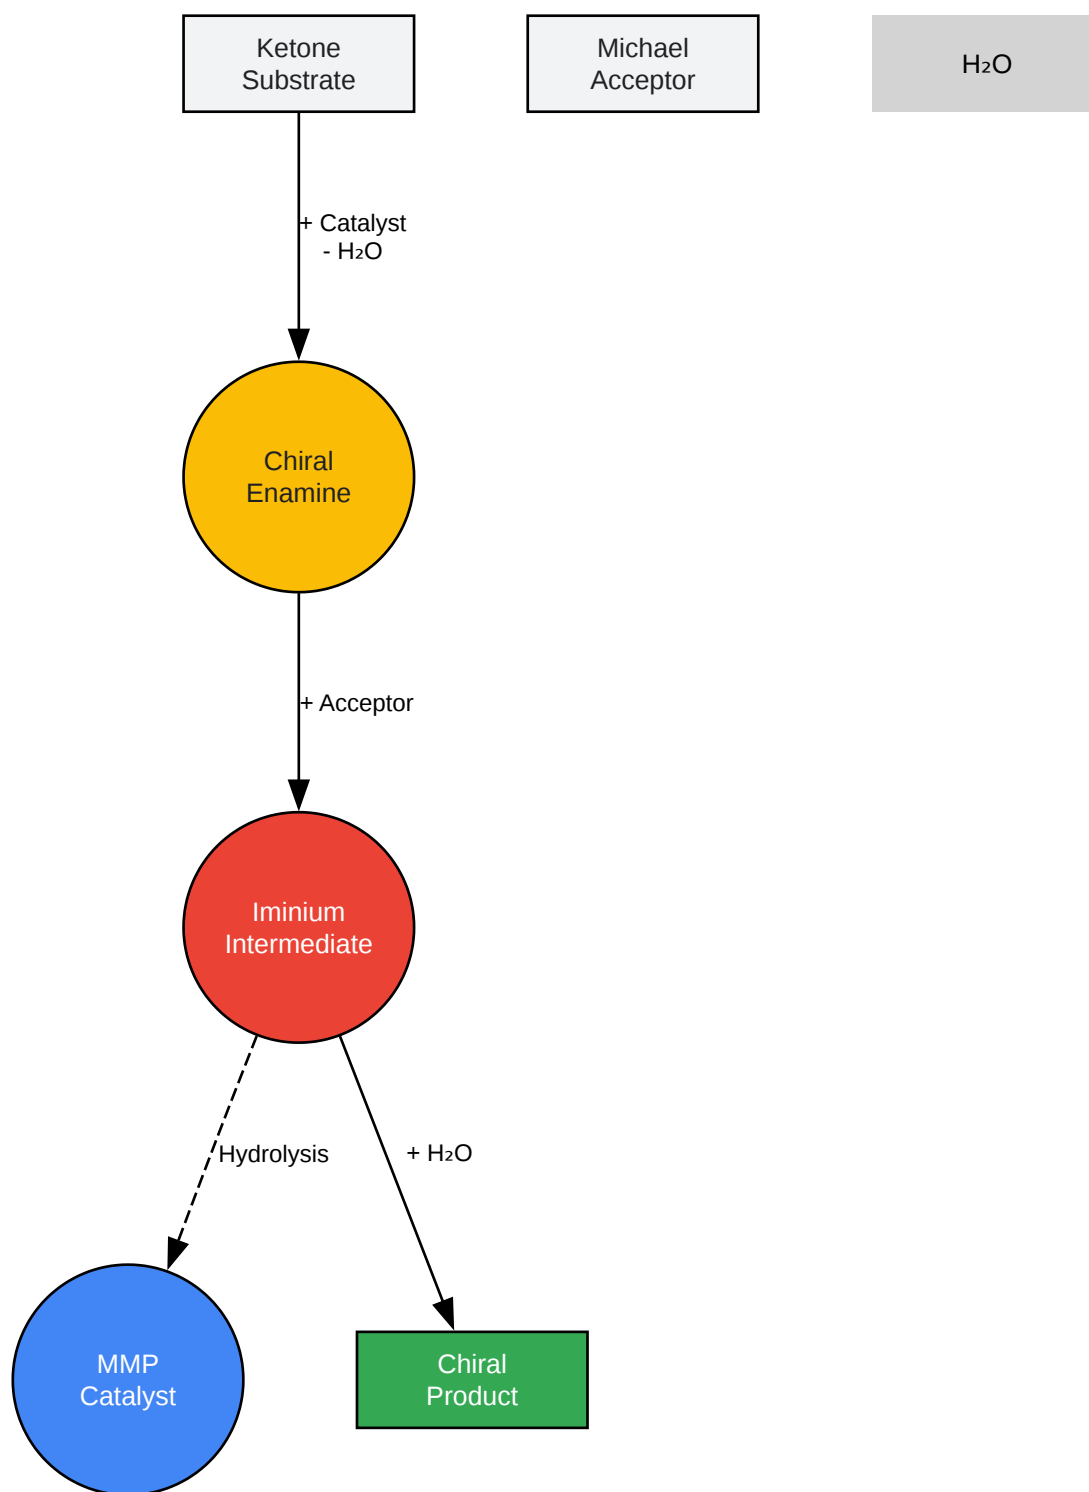 Ketone
Substrate
Michael
Acceptor
H₂O
+ Catalyst
- H₂O
Chiral
Enamine
+ Acceptor
Iminium
Intermediate
Hydrolysis
+ H₂O
MMP
Catalyst
Chiral
Product